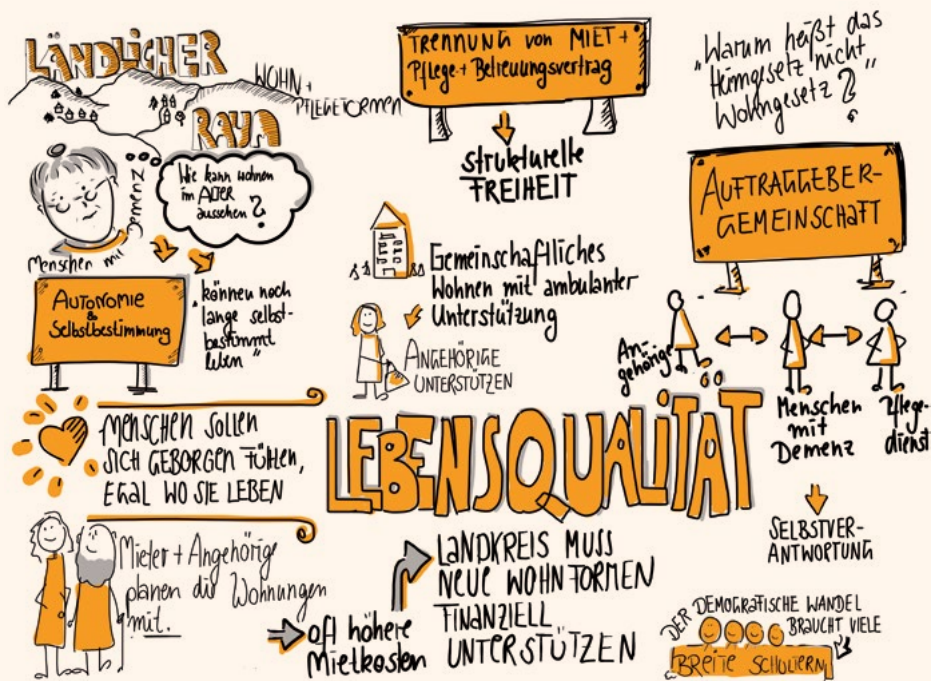 LÄNDLICHER
RAUM
WOHN +
PFLEGEFORMEN
Wie kann wohnen
im ALTER
aussehen?
Menschen mit Demenz
AUTONOMIE
&
Selbstbestimmung
"können noch
lange selbst-
bestimmt
leben"
MENSCHEN SOLLEN
SICH GEBORGEN FÜHLEN,
EGAL WO SIE LEBEN
Mieter + Angehörige
planen die Wohnungen
mit.
oft höhere
Mietkosten
LANDKREIS MUSS
NEUE WOHNFORMEN
FINANZIELL
UNTERSTÜTZEN
TRENNUNG von MIET +
Pflege + Betreuungsvertrag
strukturelle
FREIHEIT
Gemeinschaftliches
Wohnen mit ambulanter
Unterstützung
ANGEHÖRIGE
UNTERSTÜTZEN
LEBENSQUALITÄT
„Warum heißt das
Heimgesetz nicht
Wohngesetz?"
AUFTRAGGEBER-
GEMEINSCHAFT
An-
gehörige
Menschen
mit
Demenz
Pflege-
dienst
SELBSTVER-
ANTWORTUNG
DER DEMOGRAFISCHE WANDEL
BRAUCHT VIELE
BREITE SCHULTERN